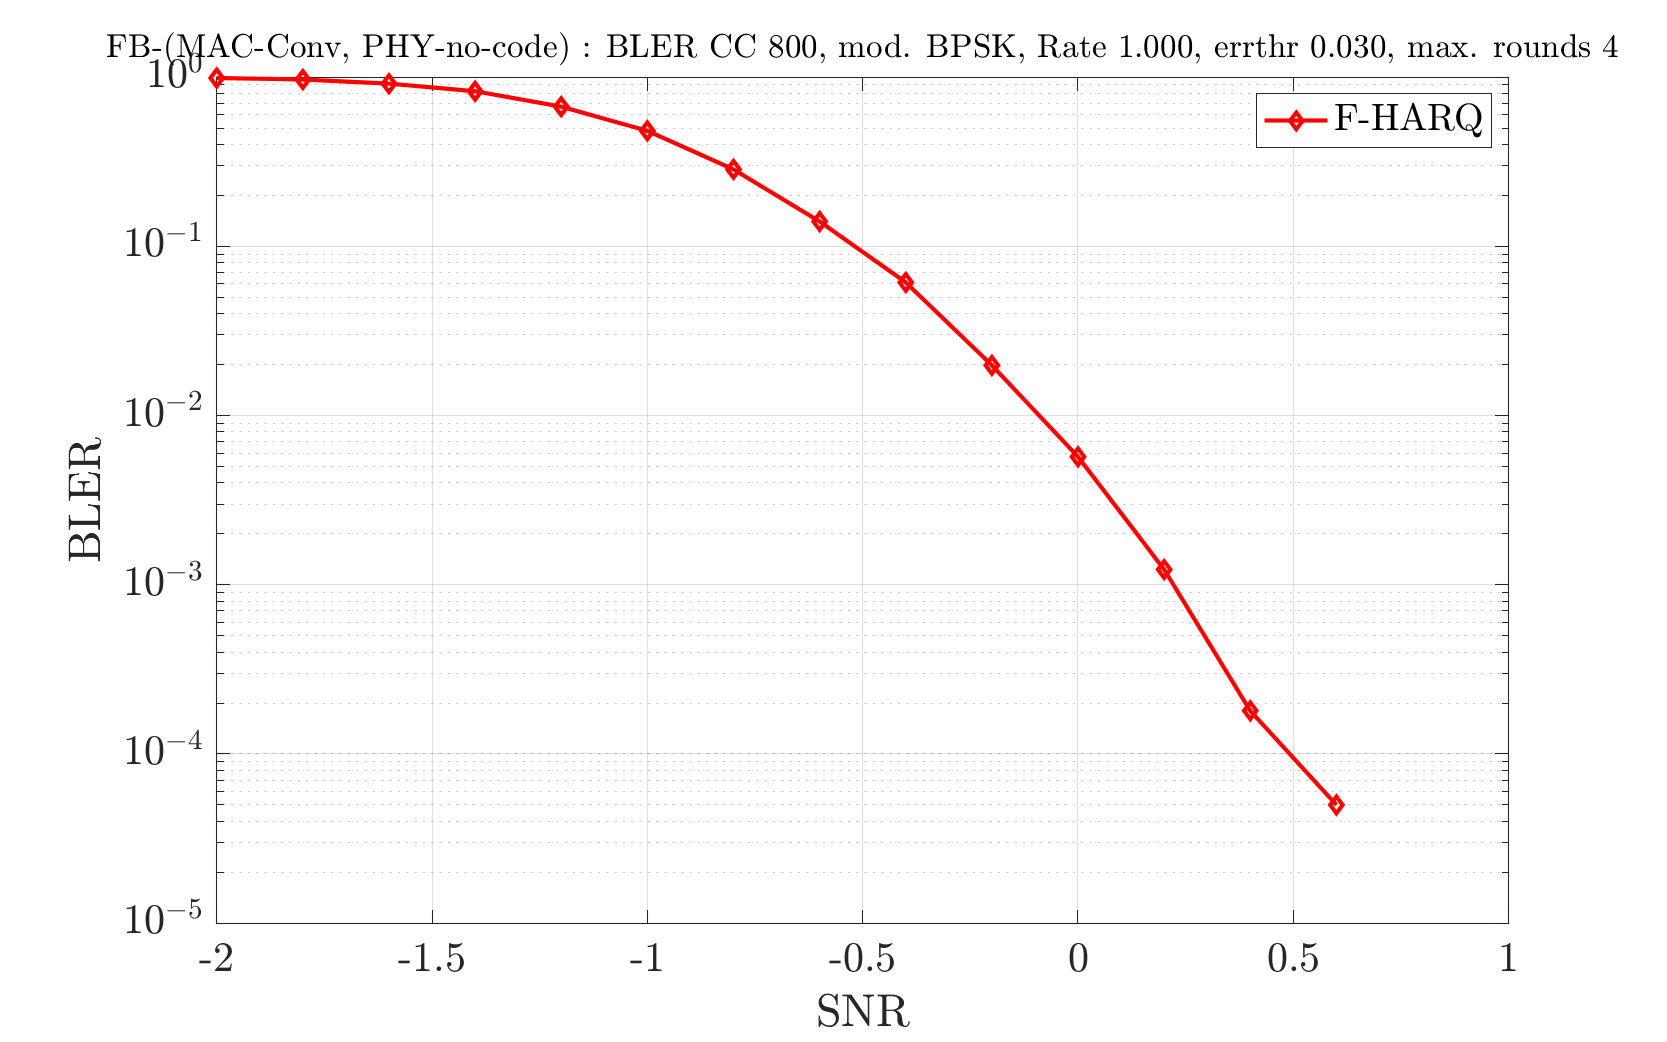 FB-(MAC-Conv, PHY-no-code) : BLER CC 800, mod. BPSK, Rate 1.000, errthr 0.030, max. rounds 4
10⁰
F-HARQ
10⁻¹
10⁻²
BLER
10⁻³
10⁻⁴
10⁻⁵
-2 -1.5 -1 -0.5 0 0.5 1
SNR